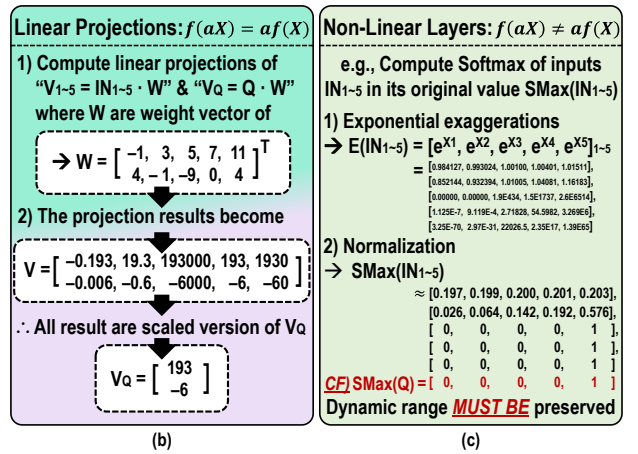 Linear Projections: f(aX) = af(X)
1) Compute linear projections of
“V1~5 = IN1~5 · W” & “VQ = Q · W”
where W are weight vector of
→ W = [ −1, 3, 5, 7, 11 ]T
4, −1, −9, 0, 4
2) The projection results become
V = [ −0.193, 19.3, 193000, 193, 1930 ]
−0.006, −0.6, −6000, −6, −60
∴ All result are scaled version of VQ
VQ = [ 193 ]
−6
(b)
Non-Linear Layers: f(aX) ≠ af(X)
e.g., Compute Softmax of inputs
IN1~5 in its original value SMax(IN1~5)
1) Exponential exaggerations
→ E(IN1~5) = [eX1, eX2, eX3, eX4, eX5]1~5
= [0.984127, 0.993024, 1.00100, 1.00401, 1.01511],
[0.852144, 0.932394, 1.01005, 1.04081, 1.16183],
[0.00000, 0.00000, 1.9E434, 1.5E1737, 2.6E6514],
[1.125E-7, 9.119E-4, 2.71828, 54.5982, 3.269E6],
[3.25E-70, 2.97E-31, 22026.5, 2.35E17, 1.39E65]
2) Normalization
→ SMax(IN1~5)
≈ [0.197, 0.199, 0.200, 0.201, 0.203],
[0.026, 0.064, 0.142, 0.192, 0.576],
[ 0, 0, 0, 0, 1 ],
[ 0, 0, 0, 0, 1 ],
[ 0, 0, 0, 0, 1 ]
CF) SMax(Q) = [ 0, 0, 0, 0, 1 ]
Dynamic range MUST BE preserved
(c)